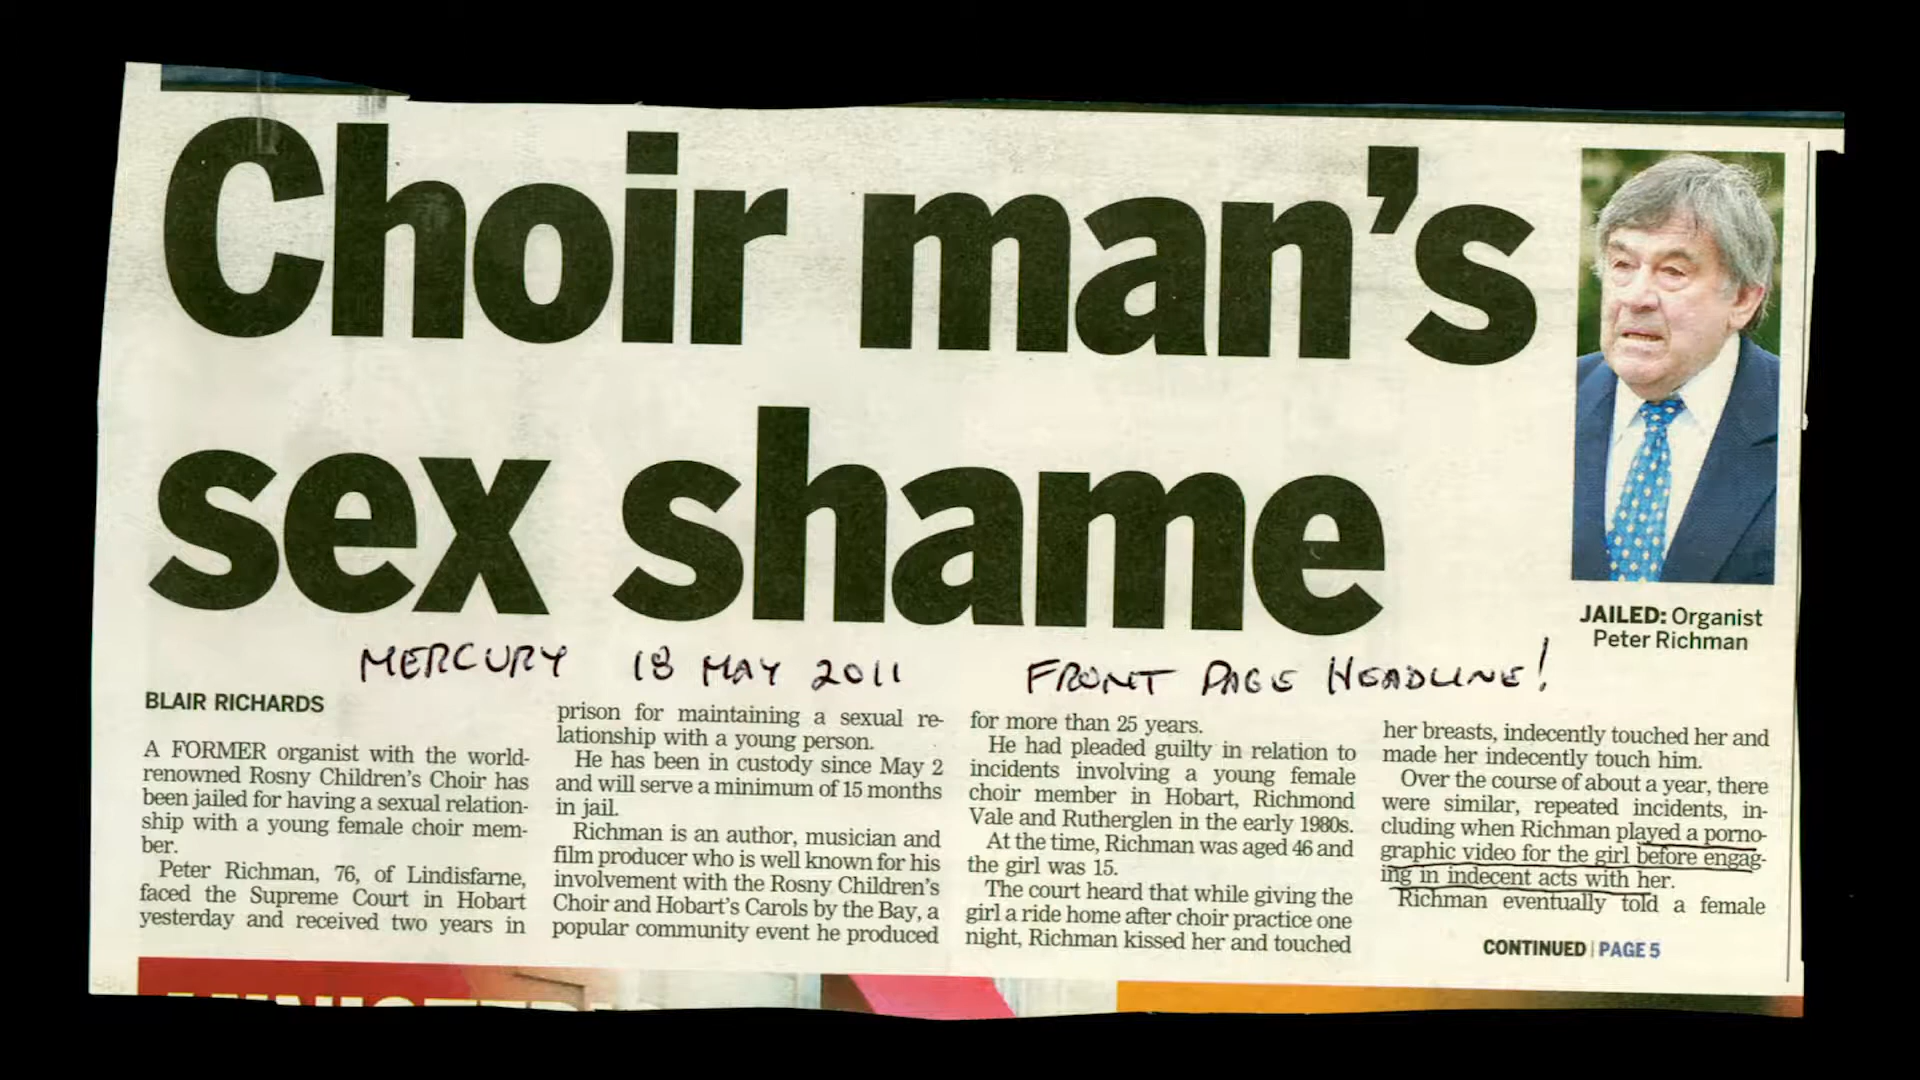 Choir man's
sex shame
JAILED: Organist
Peter Richman
MERCURY 18 MAY 2011 FRONT PAGE HEADLINE!
BLAIR RICHARDS
A FORMER organist with the world-
renowned Rosny Children's Choir has
been jailed for having a sexual relation-
ship with a young female choir mem-
ber.
Peter Richman, 76, of Lindisfarne,
faced the Supreme Court in Hobart
yesterday and received two years in
prison for maintaining a sexual re-
lationship with a young person.
He has been in custody since May 2
and will serve a minimum of 15 months
in jail.
Richman is an author, musician and
film producer who is well known for his
involvement with the Rosny Children's
Choir and Hobart's Carols by the Bay, a
popular community event he produced
for more than 25 years.
He had pleaded guilty in relation to
incidents involving a young female
choir member in Hobart, Richmond
Vale and Rutherglen in the early 1980s.
At the time, Richman was aged 46 and
the girl was 15.
The court heard that while giving the
girl a ride home after choir practice one
night, Richman kissed her and touched
her breasts, indecently touched her and
made her indecently touch him.
Over the course of about a year, there
were similar, repeated incidents, in-
cluding when Richman played a porno-
graphic video for the girl before engag-
ing in indecent acts with her.
Richman eventually told a female
CONTINUED | PAGE 5